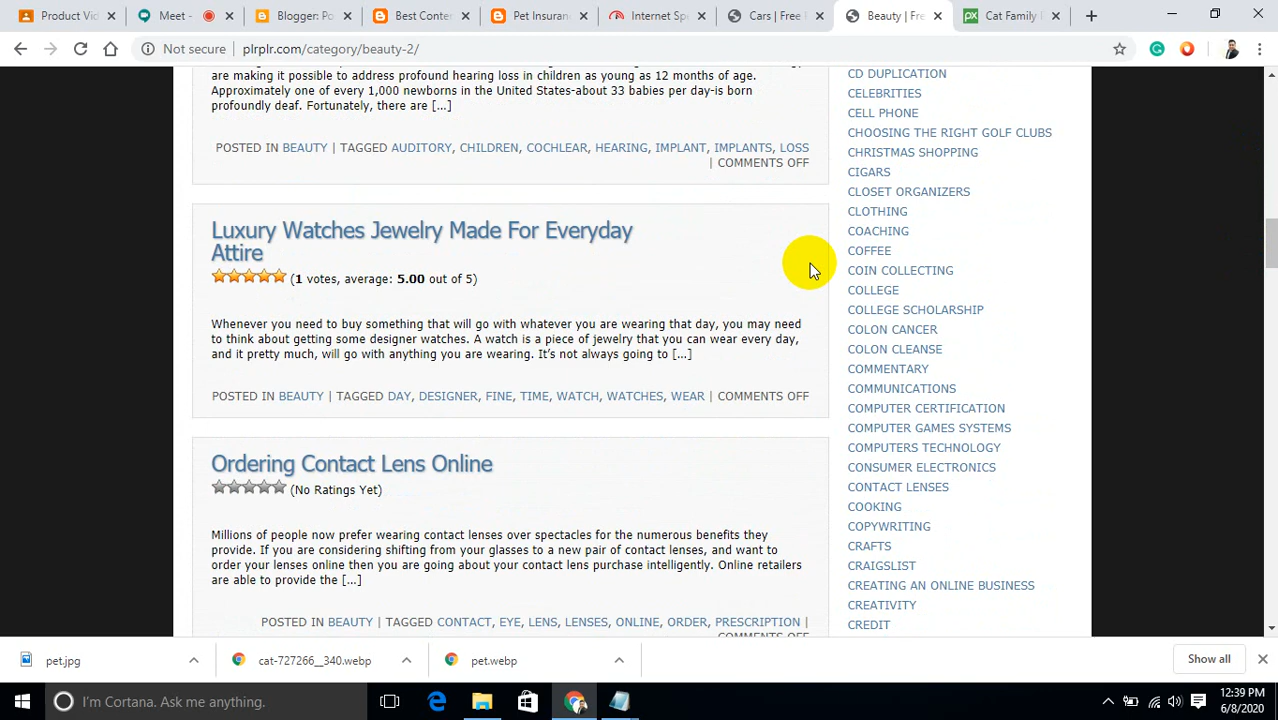 Product Vid
Meet -
Blogger: Po
Best Contes
Pet Insuranc
Internet Spe
Cars | Free
Beauty | Fre
Cat Family P
Not secure | plrplr.com/category/beauty-2/
are making it possible to address profound hearing loss in children as young as 12 months of age.
Approximately one of every 1,000 newborns in the United States-about 33 babies per day-is born
profoundly deaf. Fortunately, there are [...]
POSTED IN BEAUTY | TAGGED AUDITORY, CHILDREN, COCHLEAR, HEARING, IMPLANT, IMPLANTS, LOSS
| COMMENTS OFF
Luxury Watches Jewelry Made For Everyday
Attire
(1 votes, average: 5.00 out of 5)
Whenever you need to buy something that will go with whatever you are wearing that day, you may need
to think about getting some designer watches. A watch is a piece of jewelry that you can wear every day,
and it pretty much, will go with anything you are wearing. It's not always going to [...]
POSTED IN BEAUTY | TAGGED DAY, DESIGNER, FINE, TIME, WATCH, WATCHES, WEAR | COMMENTS OFF
Ordering Contact Lens Online
(No Ratings Yet)
Millions of people now prefer wearing contact lenses over spectacles for the numerous benefits they
provide. If you are considering shifting from your glasses to a new pair of contact lenses, and want to
order your lenses online then you are going about your contact lens purchase intelligently. Online retailers
are able to provide the [...]
POSTED IN BEAUTY | TAGGED CONTACT, EYE, LENS, LENSES, ONLINE, ORDER, PRESCRIPTION |
COMMENTS OFF
CD DUPLICATION
CELEBRITIES
CELL PHONE
CHOOSING THE RIGHT GOLF CLUBS
CHRISTMAS SHOPPING
CIGARS
CLOSET ORGANIZERS
CLOTHING
COACHING
COFFEE
COIN COLLECTING
COLLEGE
COLLEGE SCHOLARSHIP
COLON CANCER
COLON CLEANSE
COMMENTARY
COMMUNICATIONS
COMPUTER CERTIFICATION
COMPUTER GAMES SYSTEMS
COMPUTERS TECHNOLOGY
CONSUMER ELECTRONICS
CONTACT LENSES
COOKING
COPYWRITING
CRAFTS
CRAIGSLIST
CREATING AN ONLINE BUSINESS
CREATIVITY
CREDIT
pet.jpg
cat-727266__340.webp
pet.webp
Show all
I'm Cortana. Ask me anything.
12:39 PM
6/8/2020